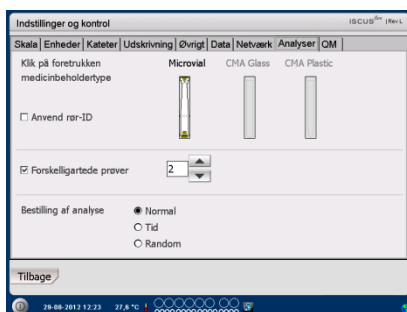 Indstillinger og kontrol
ISCUS flex |Rev L
Skala Enheder Kateter Udskrivning Øvrigt Data Netværk Analyser QM
Klik på foretrukken medicinbeholdertype
Microvial
CMA Glass
CMA Plastic
Anvend rør-ID
Forskelligartede prøver
2
Bestilling af analyse
Normal
Tid
Random
Tilbage
29-08-2012 12:23
27,6 °C